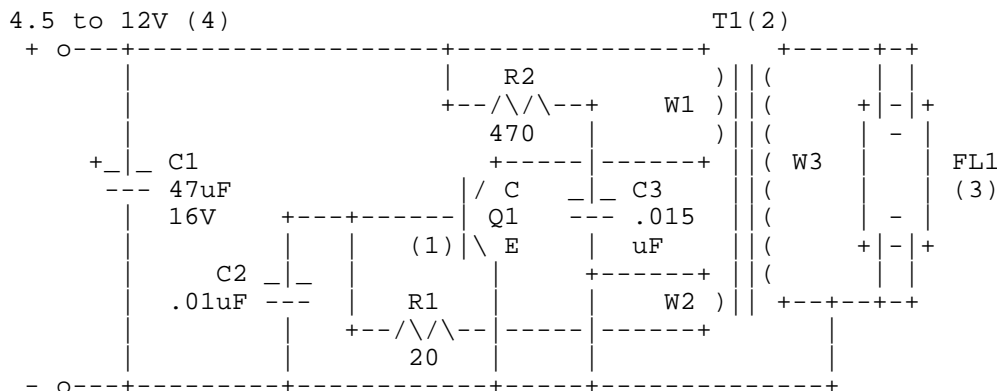 4.5 to 12V (4) T1(2)
+ o
R2
W1
470
+ C1 W3 FL1
47uF C C3 (3)
16V Q1 .015
(1) E uF
C2
.01uF R1 W2
20
- o